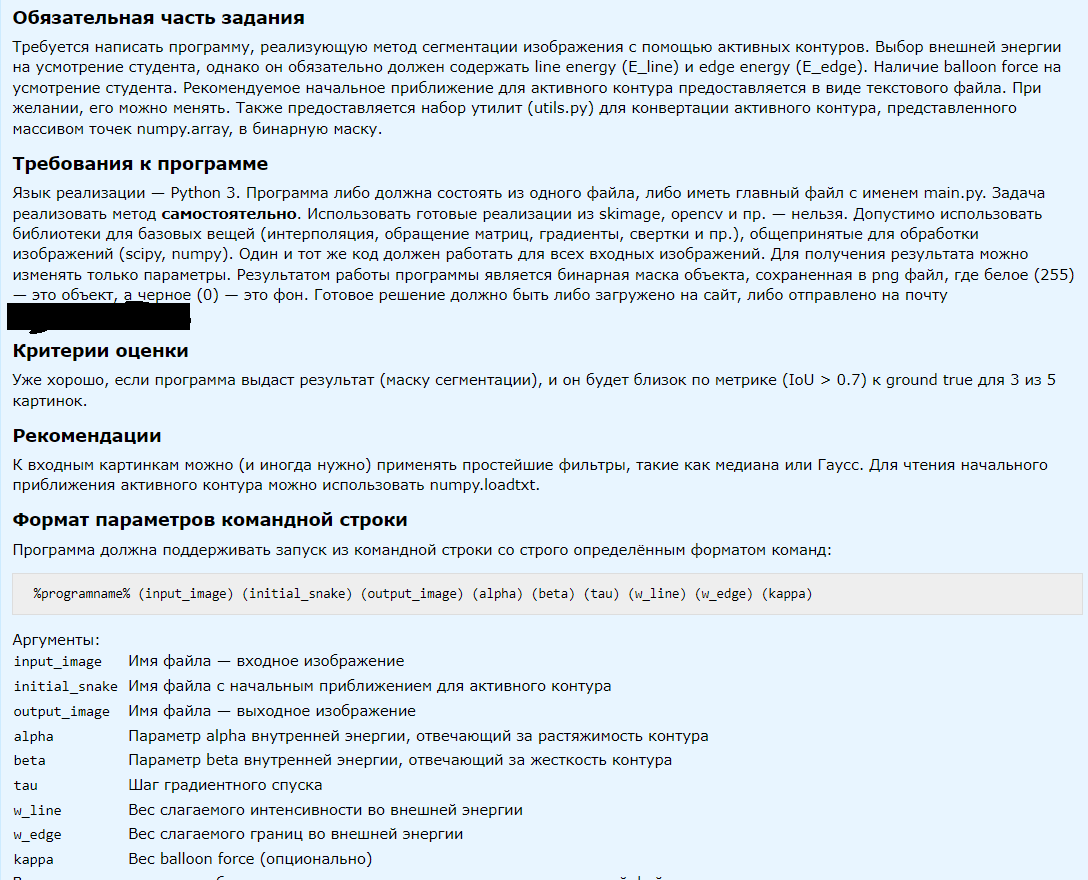 Обязательная часть задания
Требуется написать программу, реализующую метод сегментации изображения с помощью активных контуров. Выбор внешней энергии
на усмотрение студента, однако он обязательно должен содержать line energy (E_line) и edge energy (E_edge). Наличие balloon force на
усмотрение студента. Рекомендуемое начальное приближение для активного контура предоставляется в виде текстового файла. При
желании, его можно менять. Также предоставляется набор утилит (utils.py) для конвертации активного контура, представленного
массивом точек numpy.array, в бинарную маску.
Требования к программе
Язык реализации — Python 3. Программа либо должна состоять из одного файла, либо иметь главный файл с именем main.py. Задача
реализовать метод самостоятельно. Использовать готовые реализации из skimage, opencv и пр. — нельзя. Допустимо использовать
библиотеки для базовых вещей (интерполяция, обращение матриц, градиенты, свертки и пр.), общепринятые для обработки
изображений (scipy, numpy). Один и тот же код должен работать для всех входных изображений. Для получения результата можно
изменять только параметры. Результатом работы программы является бинарная маска объекта, сохраненная в png файл, где белое (255)
— это объект, а черное (0) — это фон. Готовое решение должно быть либо загружено на сайт, либо отправлено на почту
Критерии оценки
Уже хорошо, если программа выдаст результат (маску сегментации), и он будет близок по метрике (IoU > 0.7) к ground true для 3 из 5
картинок.
Рекомендации
К входным картинкам можно (и иногда нужно) применять простейшие фильтры, такие как медиана или Гаусс. Для чтения начального
приближения активного контура можно использовать numpy.loadtxt.
Формат параметров командной строки
Программа должна поддерживать запуск из командной строки со строго определённым форматом команд:
%programname% (input_image) (initial_snake) (output_image) (alpha) (beta) (tau) (w_line) (w_edge) (kappa)
Аргументы:
input_image Имя файла — входное изображение
initial_snake Имя файла с начальным приближением для активного контура
output_image Имя файла — выходное изображение
alpha Параметр alpha внутренней энергии, отвечающий за растяжимость контура
beta Параметр beta внутренней энергии, отвечающий за жесткость контура
tau Шаг градиентного спуска
w_line Вес слагаемого интенсивности во внешней энергии
w_edge Вес слагаемого границ во внешней энергии
kappa Вес balloon force (опционально)